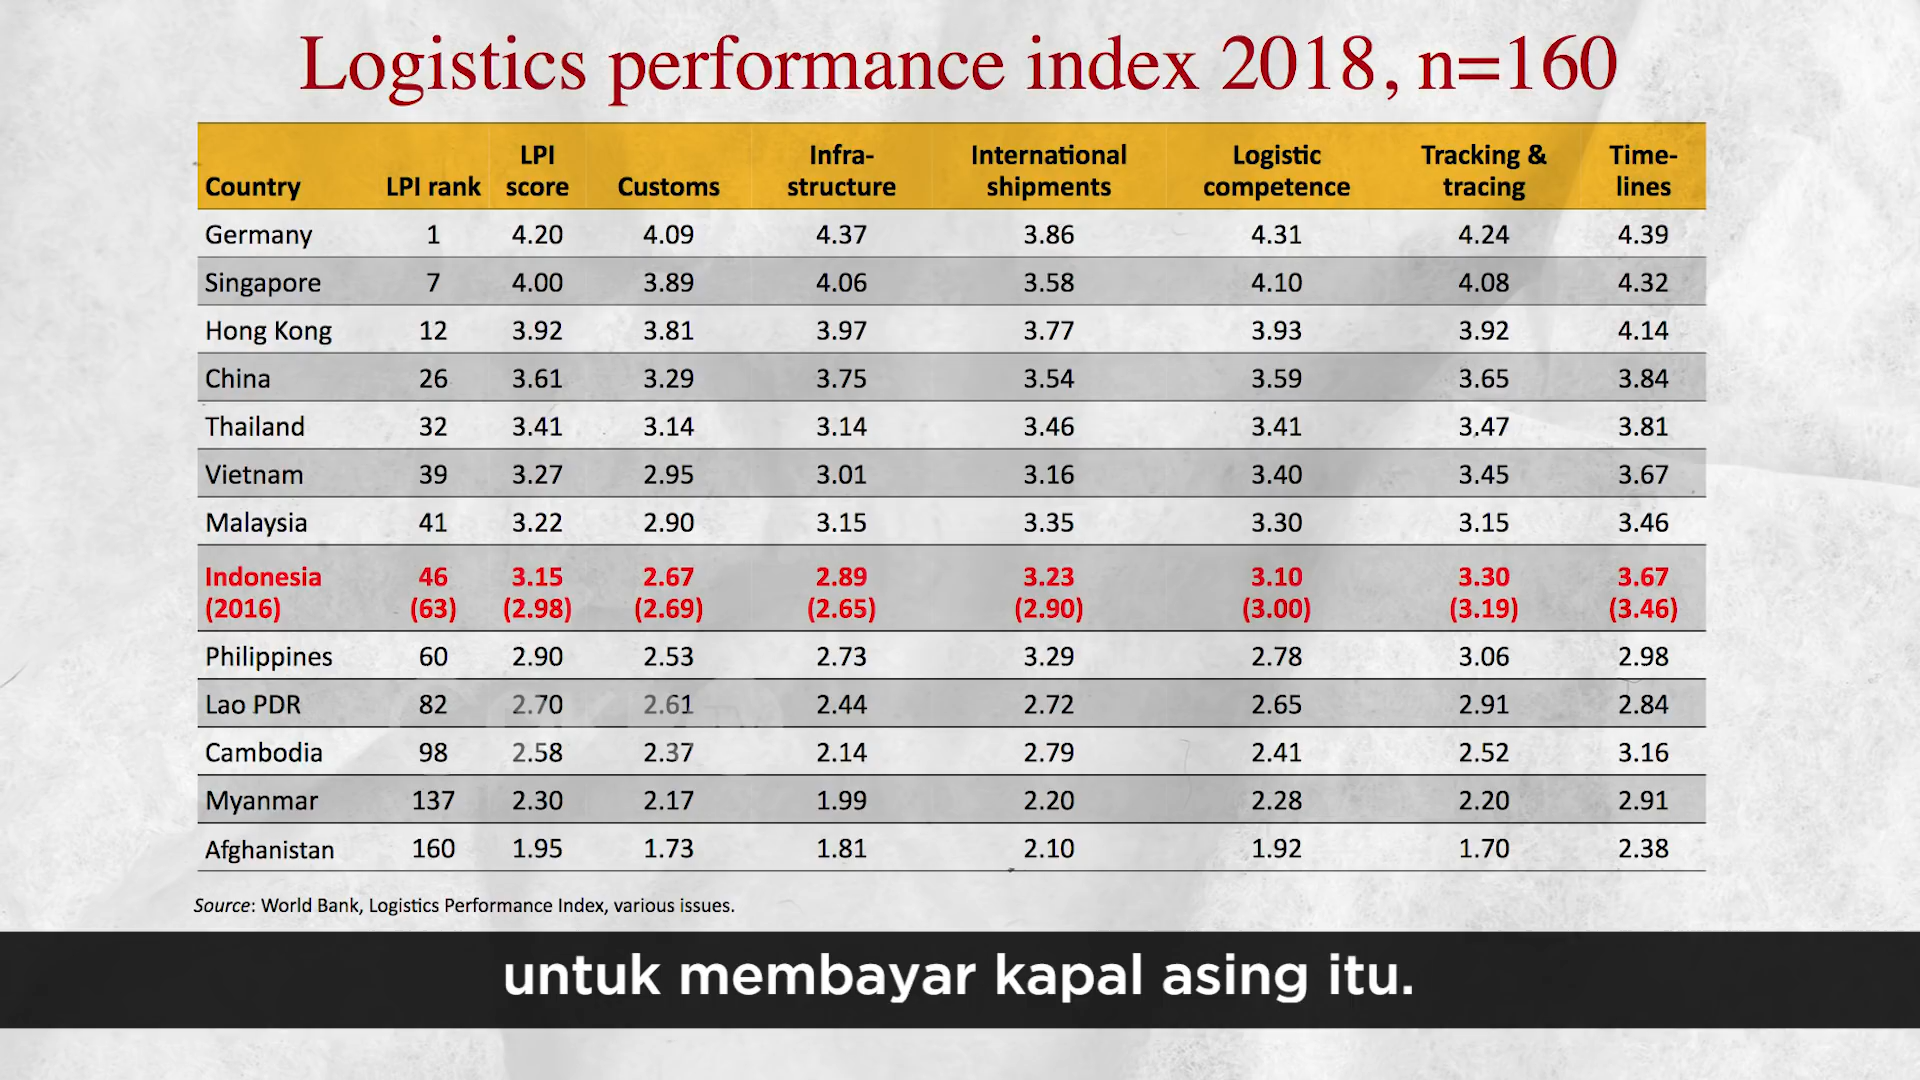 Logistics performance index 2018, n=160
Country LPI rank LPI score Customs Infra-structure International shipments Logistic competence Tracking & tracing Time-lines
Germany 1 4.20 4.09 4.37 3.86 4.31 4.24 4.39
Singapore 7 4.00 3.89 4.06 3.58 4.10 4.08 4.32
Hong Kong 12 3.92 3.81 3.97 3.77 3.93 3.92 4.14
China 26 3.61 3.29 3.75 3.54 3.59 3.65 3.84
Thailand 32 3.41 3.14 3.14 3.46 3.41 3.47 3.81
Vietnam 39 3.27 2.95 3.01 3.16 3.40 3.45 3.67
Malaysia 41 3.22 2.90 3.15 3.35 3.30 3.15 3.46
Indonesia 46 3.15 2.67 2.89 3.23 3.10 3.30 3.67
(2016) (63) (2.98) (2.69) (2.65) (2.90) (3.00) (3.19) (3.46)
Philippines 60 2.90 2.53 2.73 3.29 2.78 3.06 2.98
Lao PDR 82 2.70 2.61 2.44 2.72 2.65 2.91 2.84
Cambodia 98 2.58 2.37 2.14 2.79 2.41 2.52 3.16
Myanmar 137 2.30 2.17 1.99 2.20 2.28 2.20 2.91
Afghanistan 160 1.95 1.73 1.81 2.10 1.92 1.70 2.38
Source: World Bank, Logistics Performance Index, various issues.
untuk membayar kapal asing itu.